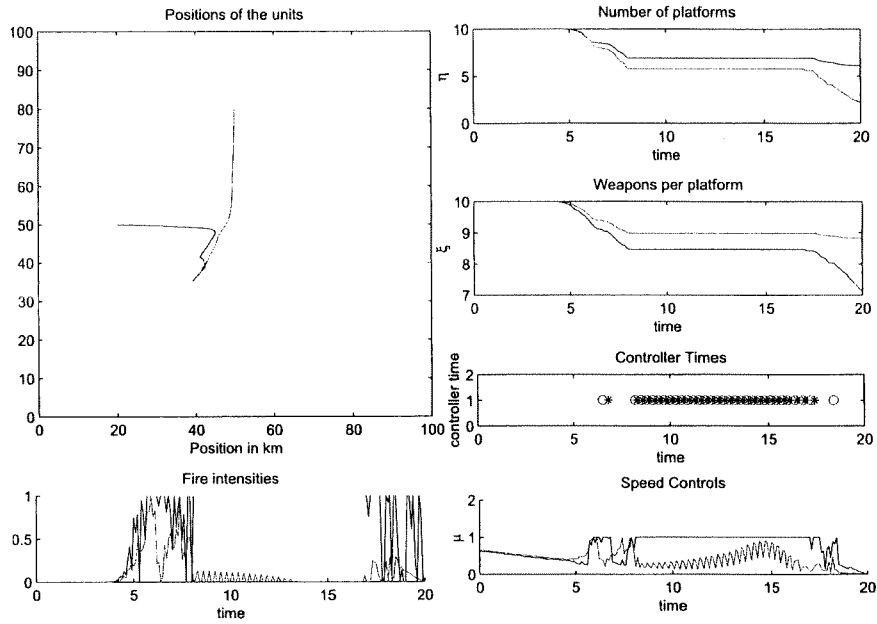 Positions of the units
100
90
80
70
60
50
40
30
20
10
0
0 20 40 60 80 100
Position in km
Number of platforms
10
5
0
η
0 5 10 15 20
time
Weapons per platform
10
9
8
7
ξ
0 5 10 15 20
time
Controller Times
2
1
0
controller time
0 5 10 15 20
time
Fire intensities
1
0.5
0
0 5 10 15 20
time
Speed Controls
2
1
0
μ
0 5 10 15 20
time